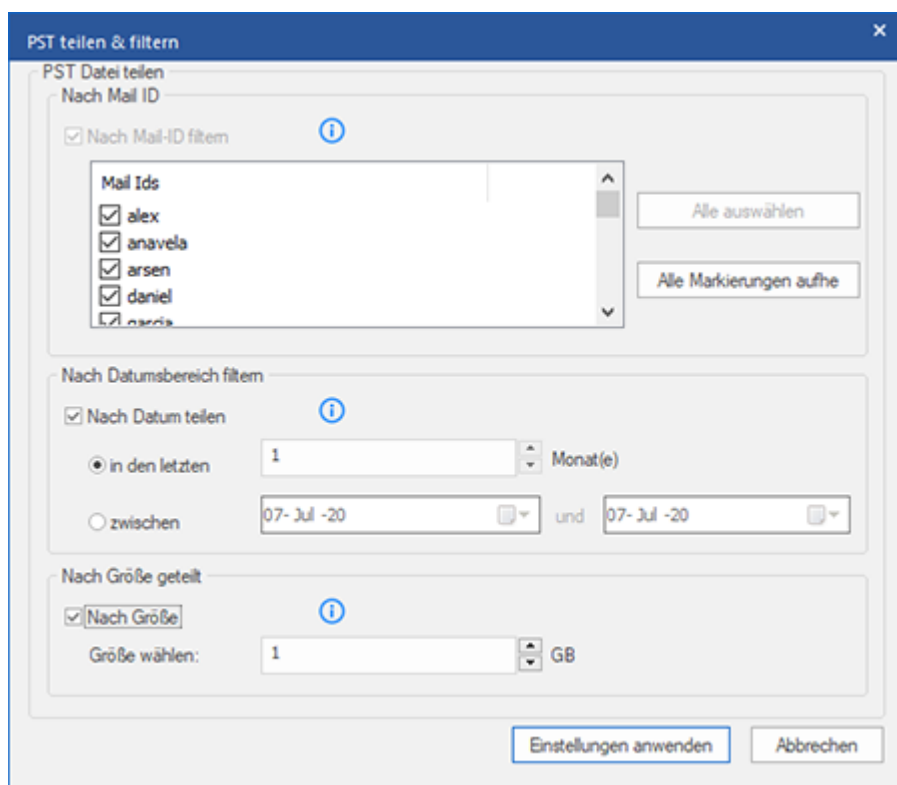 PST teilen & filtern
PST Datei teilen
Nach Mail ID
Nach Mail-ID filtern
Mail Ids
alex
anavela
arsen
daniel
garcia
Alle auswählen
Alle Markierungen aufhe
Nach Datumsbereich filtern
Nach Datum teilen
in den letzten 1 Monat(e)
zwischen 07- Jul -20 und 07- Jul -20
Nach Größe geteilt
Nach Größe
Größe wählen: 1 GB
Einstellungen anwenden Abbrechen